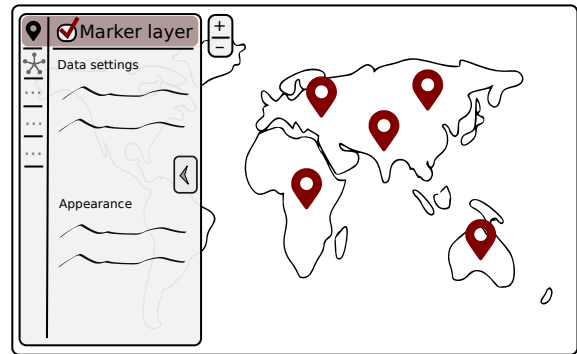 Marker layer
+
−
Data settings
...
...
...
Appearance